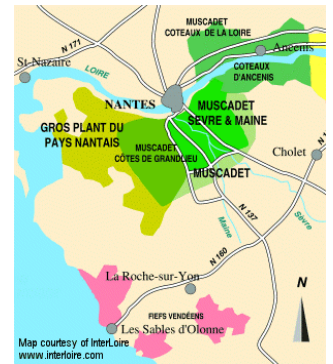 MUSCADET
COTEAUX DE LA LOIRE
N 171
Ancenis
St-Nazaire
LOIRE
COTEAUX
D'ANCENIS
NANTES
MUSCADET
SEVRE & MAINE
GROS PLANT DU
PAYS NANTAIS
MUSCADET
CÔTES DE GRANDLIEU
Cholet
MUSCADET
Maine
N 137
Sèvre
N 160
La Roche-sur-Yon
N
FIEFS VENDÉENS
Les Sables d'Olonne
Map courtesy of InterLoire
www.interloire.com